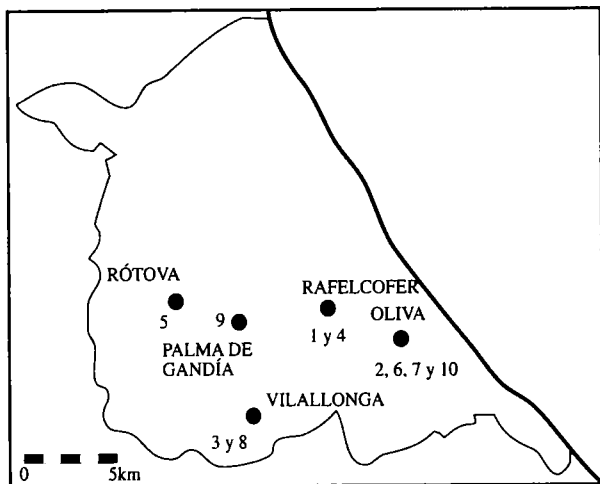 RÓTOVA
5
9
PALMA DE
GANDÍA
RAFELCOFER
1 y 4
OLIVA
2, 6, 7 y 10
VILALLONGA
3 y 8
0 5km